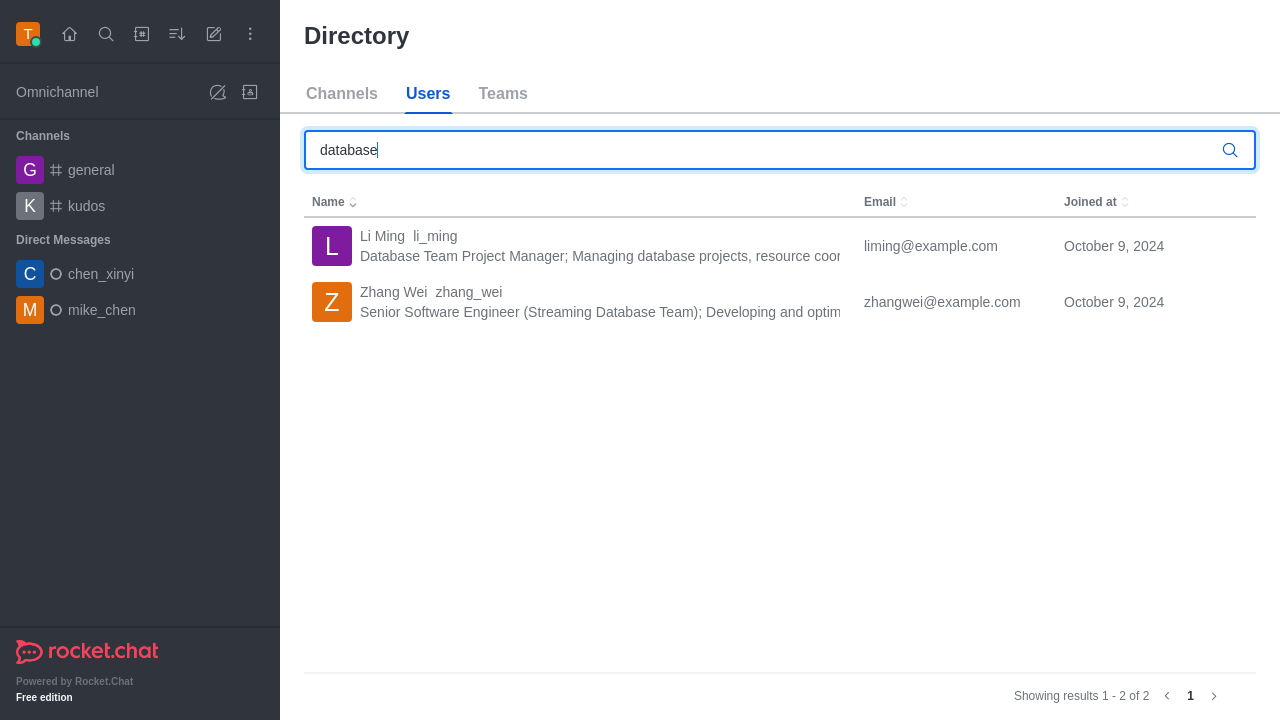 T
Directory
Omnichannel
Channels
G general
K kudos
Direct Messages
C chen_xinyi
M mike_chen
rocket.chat
Powered by Rocket.Chat
Free edition
Channels Users Teams
database
Name Email Joined at
L Li Ming li_ming
Database Team Project Manager; Managing database projects, resource coor
liming@example.com October 9, 2024
Z Zhang Wei zhang_wei
Senior Software Engineer (Streaming Database Team); Developing and optim
zhangwei@example.com October 9, 2024
Showing results 1 - 2 of 2 1